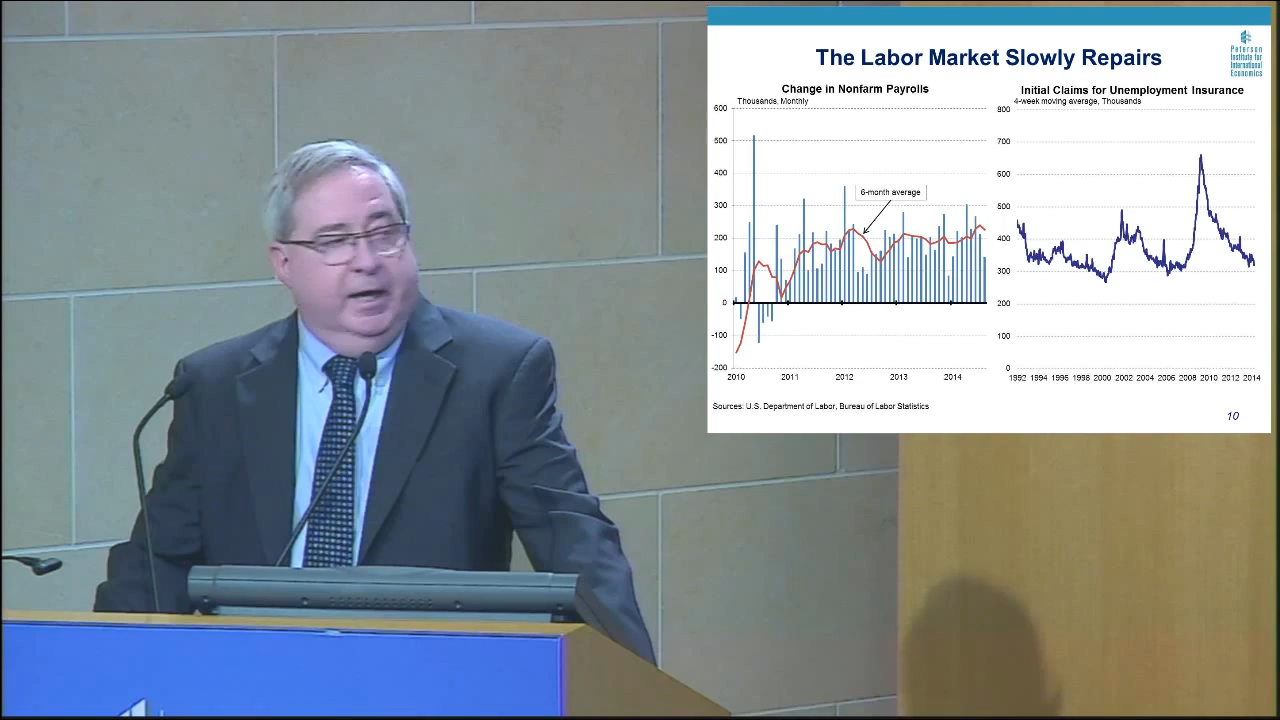 Peterson
Institute for
International
Economics
The Labor Market Slowly Repairs
Change in Nonfarm Payrolls
Thousands, Monthly
600
500
400
300
200
100
0
-100
-200
6-month average
2010 2011 2012 2013 2014
Initial Claims for Unemployment Insurance
4-week moving average, Thousands
800
700
600
500
400
300
200
100
0
1992 1994 1996 1998 2000 2002 2004 2006 2008 2010 2012 2014
Sources: U.S. Department of Labor, Bureau of Labor Statistics
10